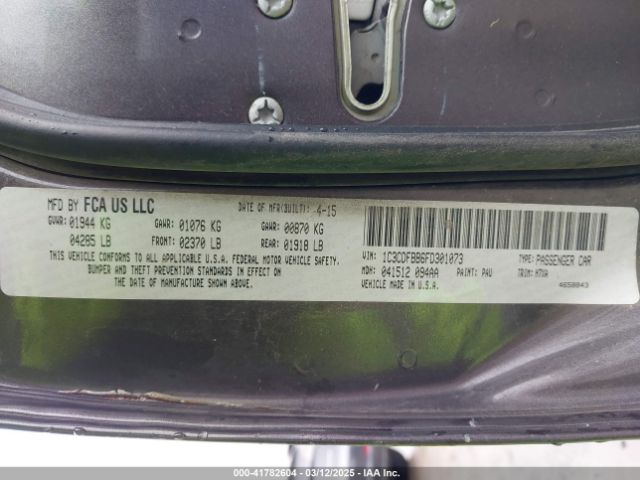 MFD BY FCA US LLC
DATE OF MFR(BUILT): 4-15
GVWR: 01944 KG
GAWR: 01076 KG
GAWR: 00870 KG
04285 LB
FRONT: 02370 LB
REAR: 01918 LB
THIS VEHICLE CONFORMS TO ALL APPLICABLE U.S.A. FEDERAL MOTOR VEHICLE SAFETY,
BUMPER AND THEFT PREVENTION STANDARDS IN EFFECT ON
THE DATE OF MANUFACTURE SHOWN ABOVE.
VIN: 1C3CDFBB6FD301073
TYPE: PASSENGER CAR
MDH: 041512 094AA
PAINT: PAU
TRIM: H7VA
VEHICLE MADE IN U.S.A.
4658843
000-41782604 — 03/12/2025 — IAA Inc.